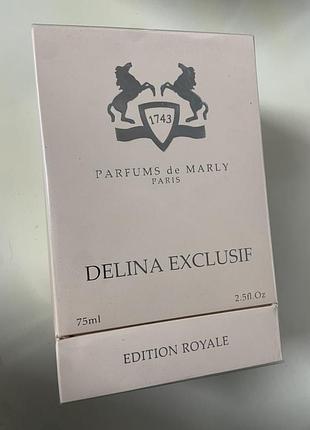 1743
PARFUMS de MARLY
PARIS
DELINA EXCLUSIF
75ml 2.5fl.Oz
EDITION ROYALE